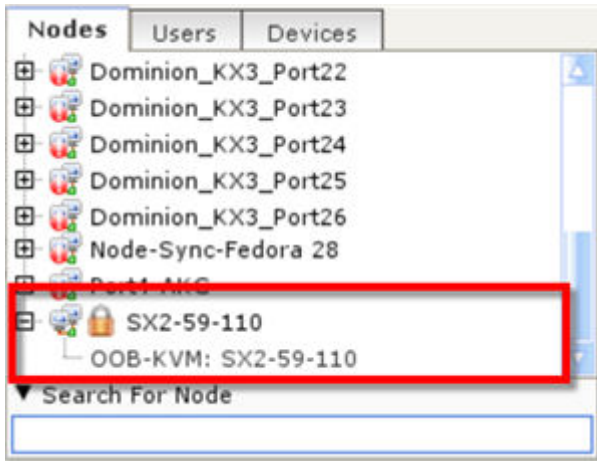 Nodes Users Devices
Dominion_KX3_Port22
Dominion_KX3_Port23
Dominion_KX3_Port24
Dominion_KX3_Port25
Dominion_KX3_Port26
Node-Sync-Fedora 28
SX2-59-110
OOB-KVM: SX2-59-110
Search For Node